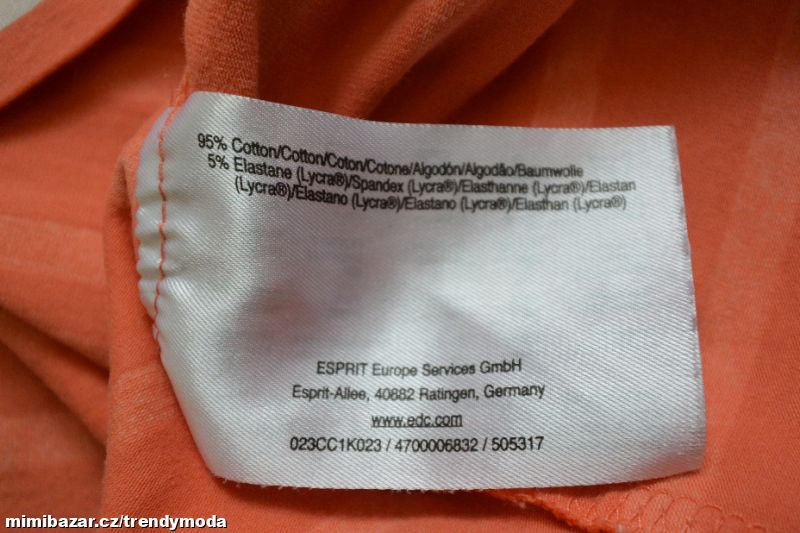 95% Cotton/Cotton/Coton/Cotone/Algodón/Algodão/Baumwolle
5% Elastane (Lycra®)/Spandex (Lycra®)/Elasthanne (Lycra®)/Elastan
(Lycra®)/Elastano (Lycra®)/Elastano (Lycra®)/Elasthan (Lycra®)
ESPRIT Europe Services GmbH
Esprit-Allee, 40882 Ratingen, Germany
www.edc.com
023CC1K023 / 4700006832 / 505317
mimibazar.cz/trendymoda